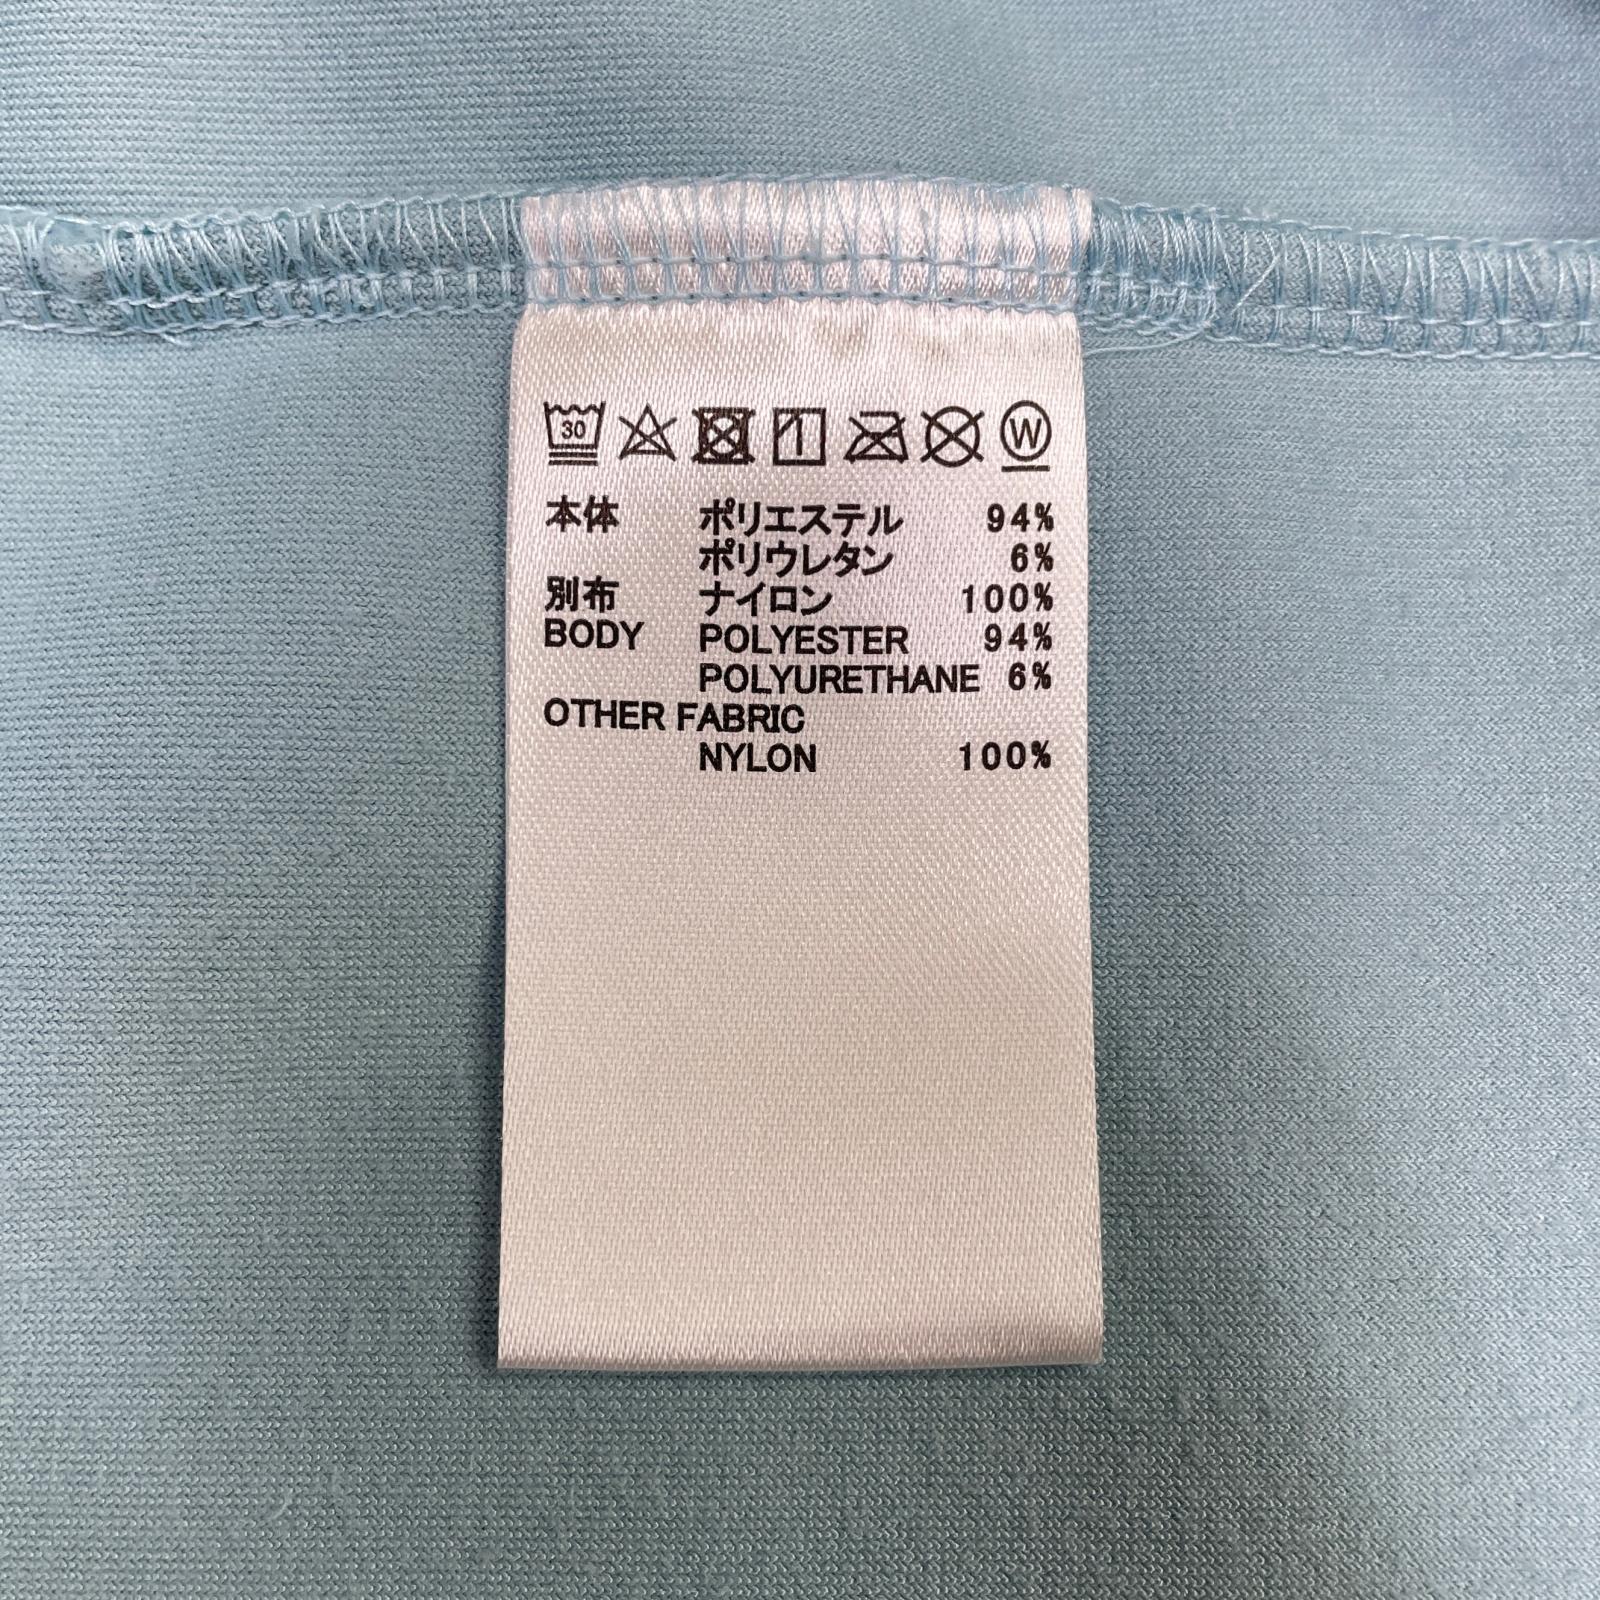 30 W
本体 ポリエステル 94%
ポリウレタン 6%
別布 ナイロン 100%
BODY POLYESTER 94%
POLYURETHANE 6%
OTHER FABRIC
NYLON 100%